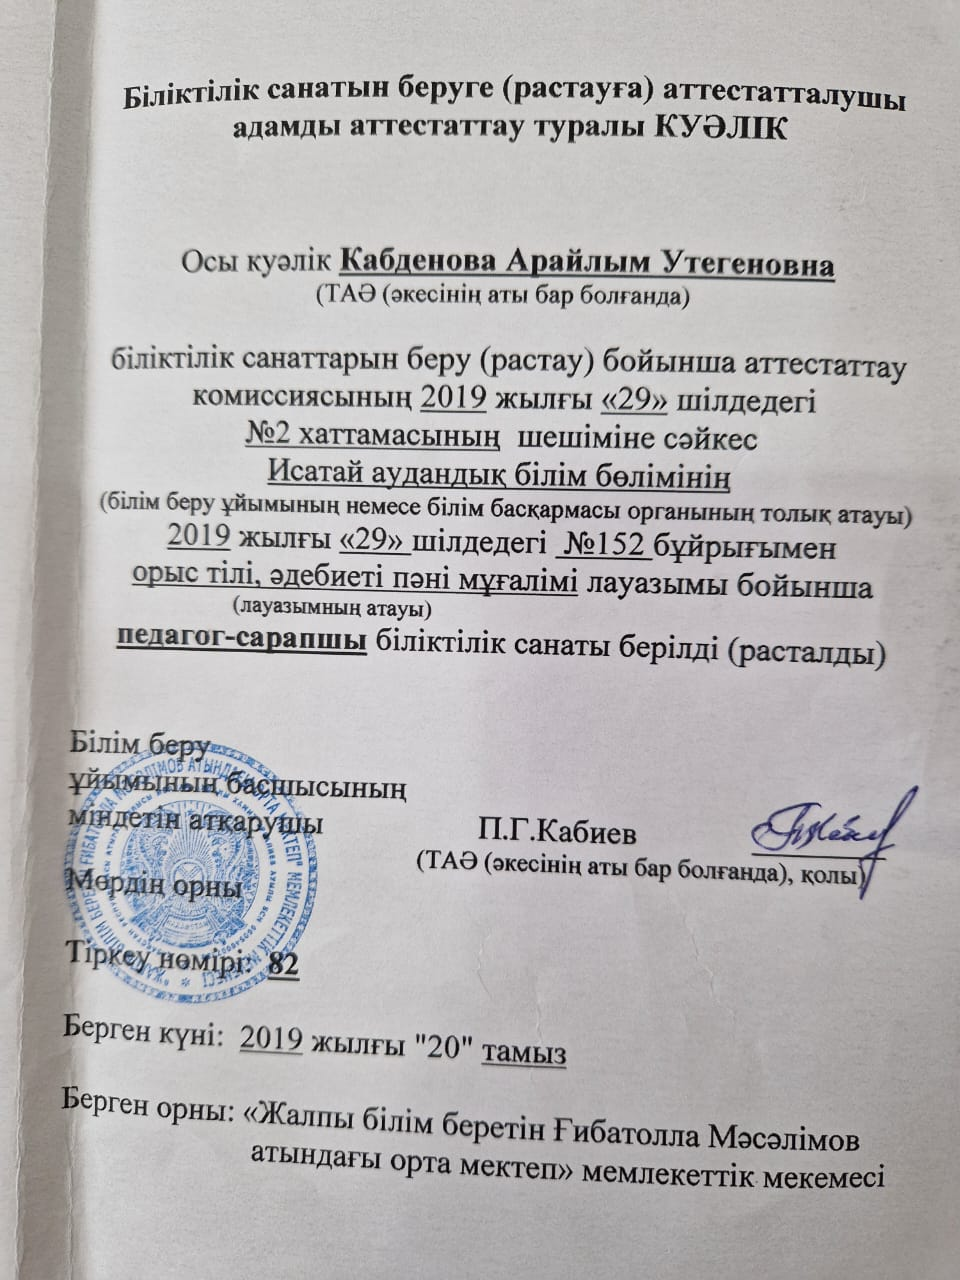 Біліктілік санатын беруге (растауға) аттестатталушы
адамды аттестаттау туралы КУӘЛІК
Осы куәлік Кабденова Арайлым Утегеновна
(ТАӘ (әкесінің аты бар болғанда)
біліктілік санаттарын беру (растау) бойынша аттестаттау
комиссиясының 2019 жылғы «29» шілдедегі
№2 хаттамасының шешіміне сәйкес
Исатай аудандық білім бөлімінің
(білім беру ұйымының немесе білім басқармасы органының толық атауы)
2019 жылғы «29» шілдедегі №152 бұйрығымен
орыс тілі, әдебиеті пәні мұғалімі лауазымы бойынша
(лауазымның атауы)
педагог-сарапшы біліктілік санаты берілді (расталды)
Білім беру
ұйымының басшысының
міндетін атқарушы
П.Г.Кабиев
(ТАӘ (әкесінің аты бар болғанда), қолы)
Мөрдің орны
Тіркеу нөмірі: 82
Берген күні: 2019 жылғы "20" тамыз
Берген орны: «Жалпы білім беретін Ғибатолла Мәсәлімов
атындағы орта мектеп» мемлекеттік мекемесі